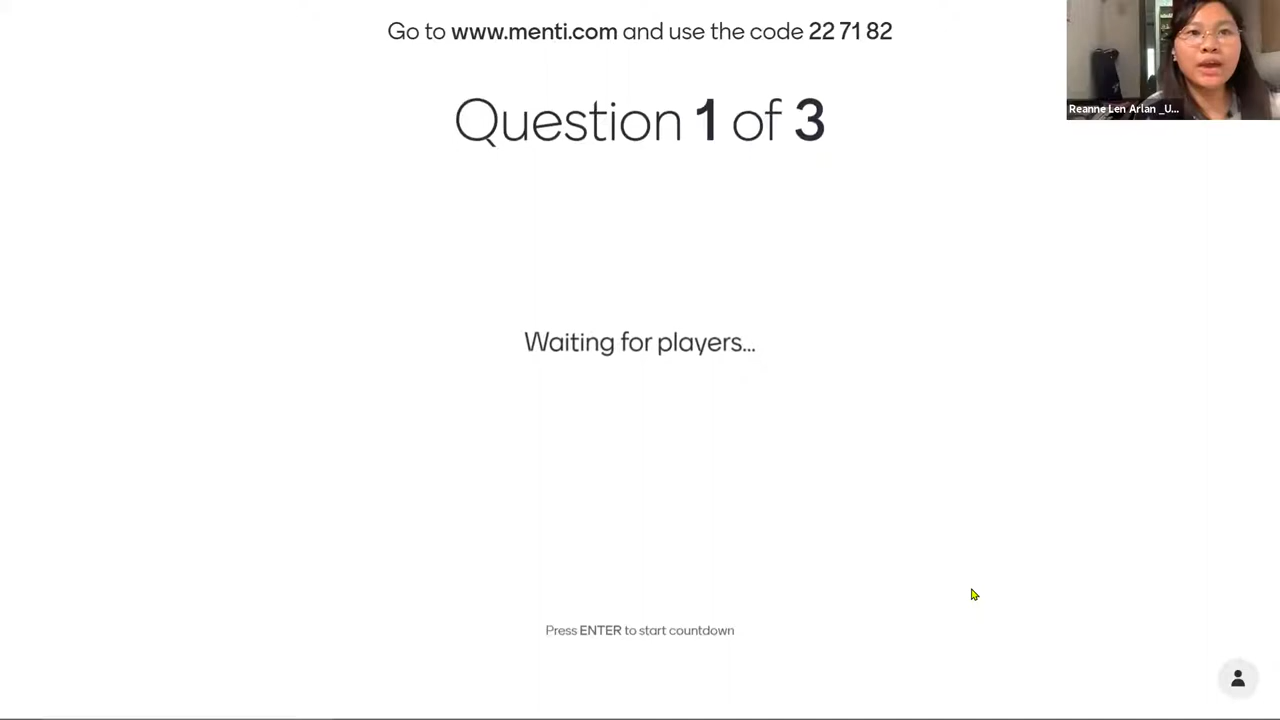 Go to www.menti.com and use the code 22 71 82
Question 1 of 3
Reanne Len Arlan _U...
Waiting for players...
Press ENTER to start countdown